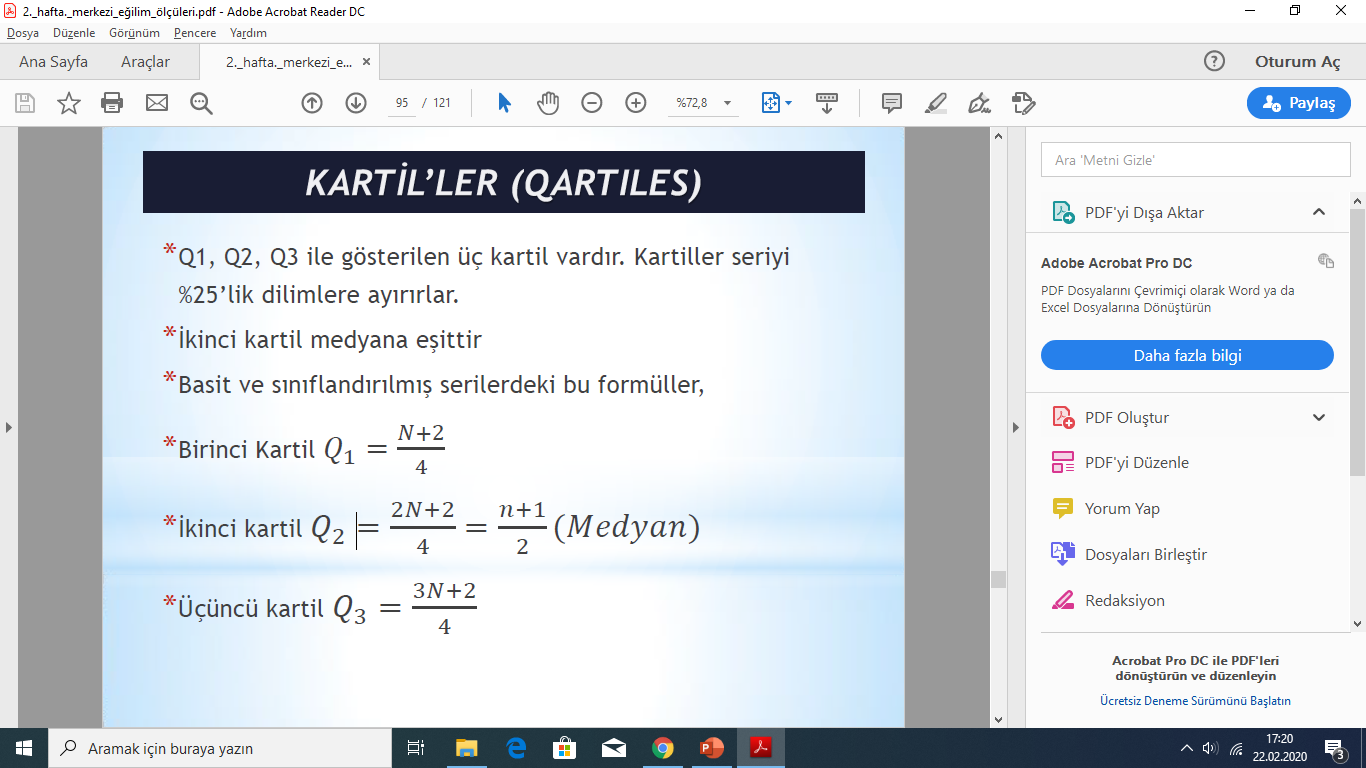 2._hafta._merkezi_eğilim_ölçüleri.pdf - Adobe Acrobat Reader DC
Dosya Düzenle Görünüm Pencere Yardım
Ana Sayfa Araçlar 2._hafta._merkezi_e... × Oturum Aç
95 / 121 %72,8 Paylaş
KARTİL’LER (QARTILES)
*Q1, Q2, Q3 ile gösterilen üç kartil vardır. Kartiller seriyi
%25’lik dilimlere ayırırlar.
*İkinci kartil medyana eşittir
*Basit ve sınıflandırılmış serilerdeki bu formüller,
*Birinci Kartil Q₁ = (N+2)/4
*İkinci kartil Q₂ = (2N+2)/4 = (n+1)/2 (Medyan)
*Üçüncü kartil Q₃ = (3N+2)/4
Ara 'Metni Gizle'
PDF'yi Dışa Aktar
Adobe Acrobat Pro DC
PDF Dosyalarını Çevrimiçi olarak Word ya da
Excel Dosyalarına Dönüştürün
Daha fazla bilgi
PDF Oluştur
PDF'yi Düzenle
Yorum Yap
Dosyaları Birleştir
Redaksiyon
Acrobat Pro DC ile PDF'leri
dönüştürün ve düzenleyin
Ücretsiz Deneme Sürümünü Başlatın
Aramak için buraya yazın
17:20
22.02.2020
3